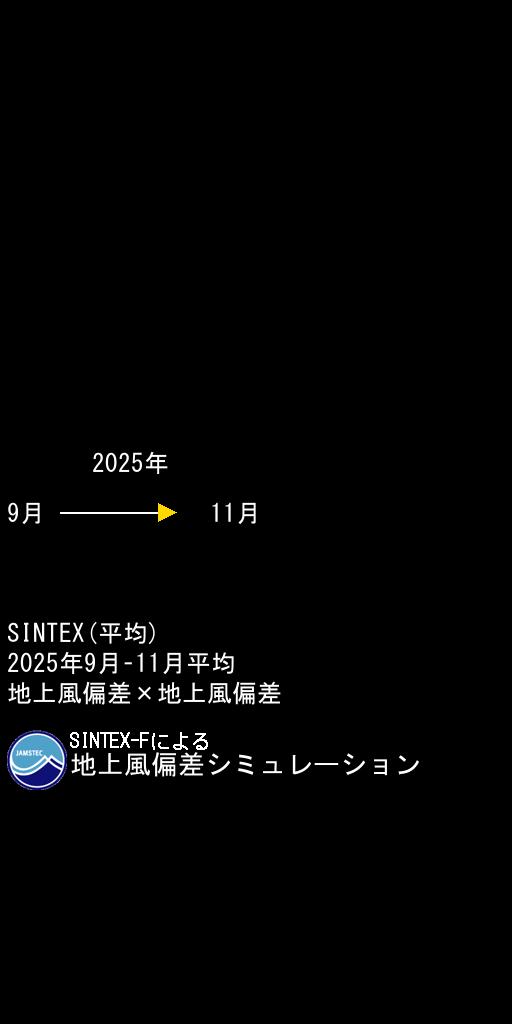 2025年
9月 11月
SINTEX(平均)
2025年9月-11月平均
地上風偏差×地上風偏差
JAMSTEC
SINTEX-Fによる
地上風偏差シミュレーション